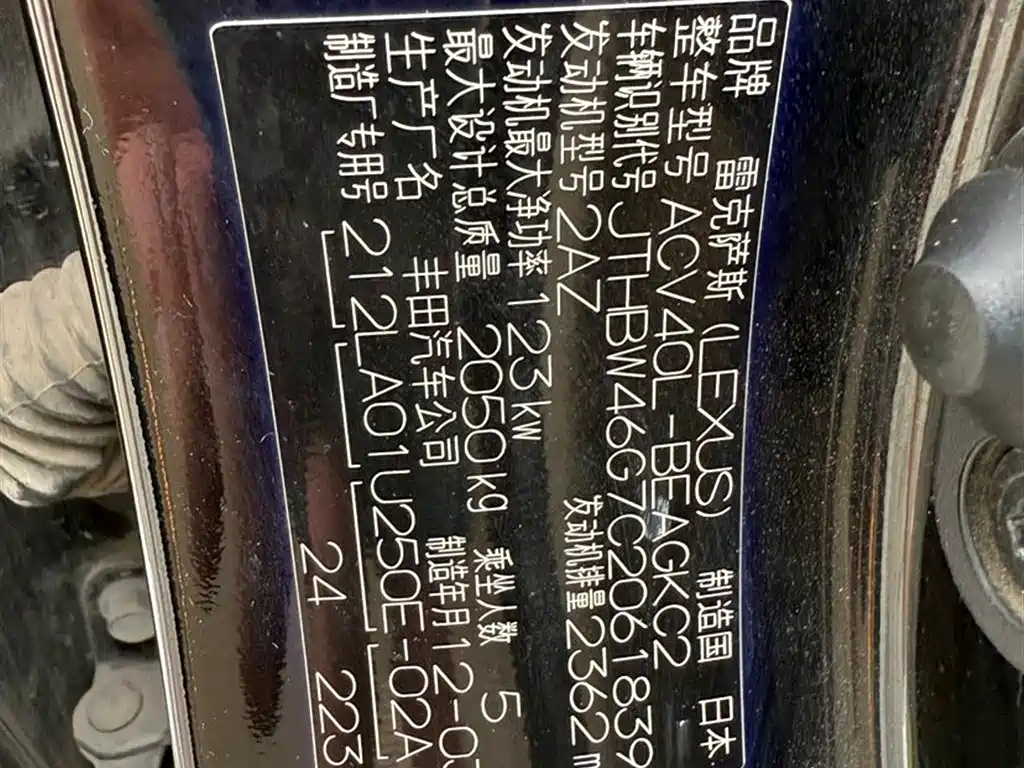 品牌 雷克萨斯 (LEXUS) 制造国 日本
整车型号 ACV40L-BEAGKC2
车辆识别代号 JTHBW46G7C2061839
发动机型号 2AZ 发动机排量 2362m
发动机最大净功率 123kW
最大设计总质量 2050kg 乘坐人数 5
生产厂名 丰田汽车公司 制造年月 12-0
制造厂专用号 212LA01U250E-02A
24 223